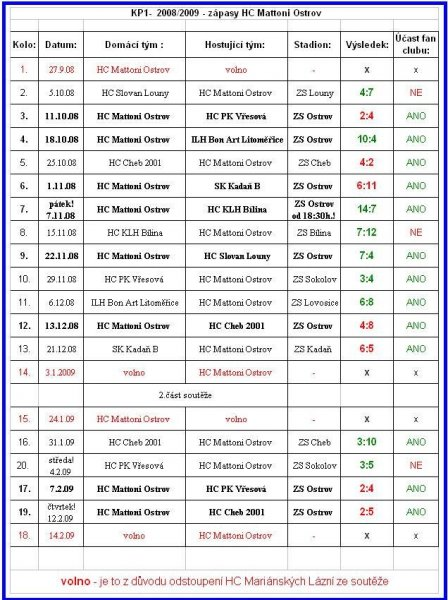 KP1- 2008/2009 - zápasy HC Mattoni Ostrov
Kolo: Datum: Domácí tým : Hostující tým: Stadion: Výsledek: Účast fan clubu:
1. 27.9.08 HC Mattoni Ostrov volno - x x
2. 5.10.08 HC Slovan Louny HC Mattoni Ostrov ZS Louny 4:7 NE
3. 11.10.08 HC Mattoni Ostrov HC PK Vřesová ZS Ostrov 2:4 ANO
4. 18.10.08 HC Mattoni Ostrov ILH Bon Art Litoměřice ZS Ostrov 10:4 ANO
5. 25.10.08 HC Cheb 2001 HC Mattoni Ostrov ZS Cheb 4:2 ANO
6. 1.11.08 HC Mattoni Ostrov SK Kadaň B ZS Ostrov 6:11 ANO
7. pátek! 7.11.08 HC Mattoni Ostrov HC KLH Bílina ZS Ostrov od 18:30h.! 14:7 ANO
8. 15.11.08 HC KLH Bílina HC Mattoni Ostrov ZS Bílina 7:12 NE
9. 22.11.08 HC Mattoni Ostrov HC Slovan Louny ZS Ostrov 7:4 ANO
10. 29.11.08 HC PK Vřesová HC Mattoni Ostrov ZS Sokolov 3:4 ANO
11. 6.12.08 ILH Bon Art Litoměřice HC Mattoni Ostrov ZS Lovosice 6:8 ANO
12. 13.12.08 HC Mattoni Ostrov HC Cheb 2001 ZS Ostrov 4:8 ANO
13. 21.12.08 SK Kadaň B HC Mattoni Ostrov ZS Kadaň 6:5 ANO
14. 3.1.2009 volno HC Mattoni Ostrov - x x
2.část soutěže
15. 24.1.09 HC Mattoni Ostrov volno - x x
16. 31.1.09 HC Cheb 2001 HC Mattoni Ostrov ZS Cheb 3:10 ANO
20. středa! 4.2.09 HC PK Vřesová HC Mattoni Ostrov ZS Sokolov 3:5 NE
17. 7.2.09 HC Mattoni Ostrov HC PK Vřesová ZS Ostrov 2:4 ANO
19. čtvrtek! 12.2.09 HC Mattoni Ostrov HC Cheb 2001 ZS Ostrov 2:5 ANO
18. 14.2.09 volno HC Mattoni Ostrov - x x
volno - je to z důvodu odstoupení HC Mariánských Lázní ze soutěže